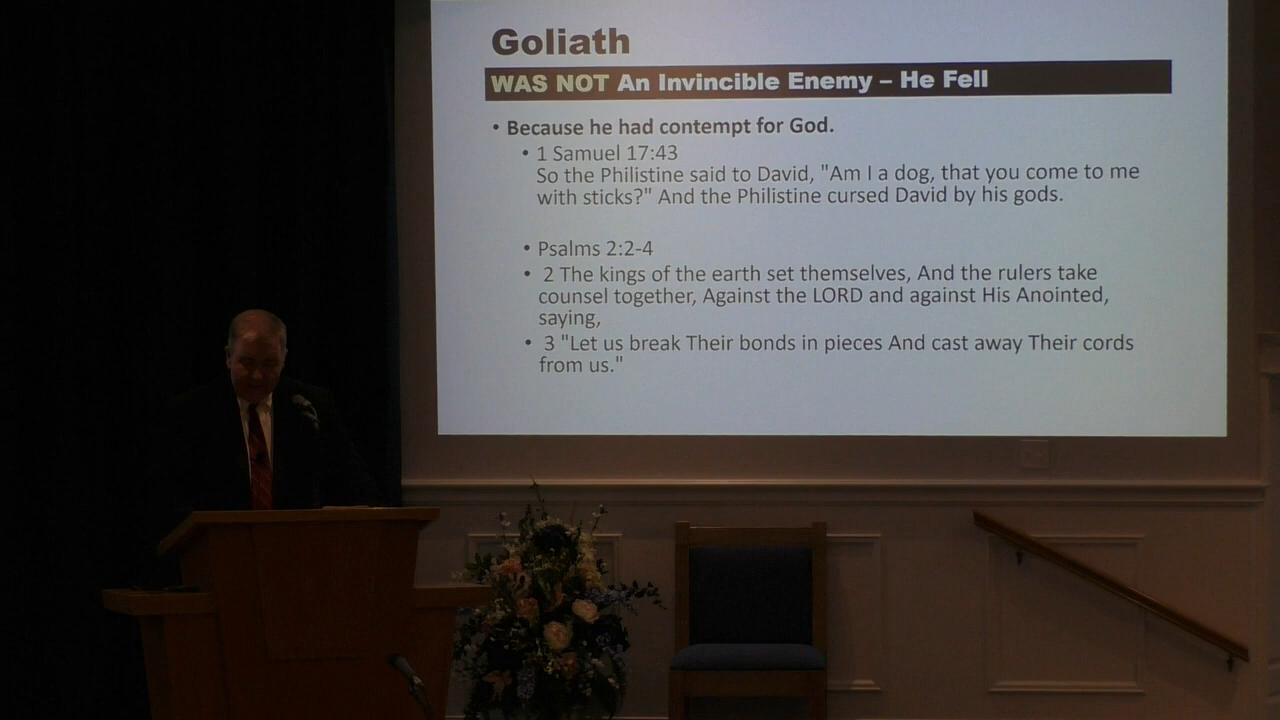 Goliath
WAS NOT An Invincible Enemy – He Fell
• Because he had contempt for God.
• 1 Samuel 17:43
So the Philistine said to David, "Am I a dog, that you come to me
with sticks?" And the Philistine cursed David by his gods.
• Psalms 2:2-4
• 2 The kings of the earth set themselves, And the rulers take
counsel together, Against the LORD and against His Anointed,
saying,
• 3 "Let us break Their bonds in pieces And cast away Their cords
from us."